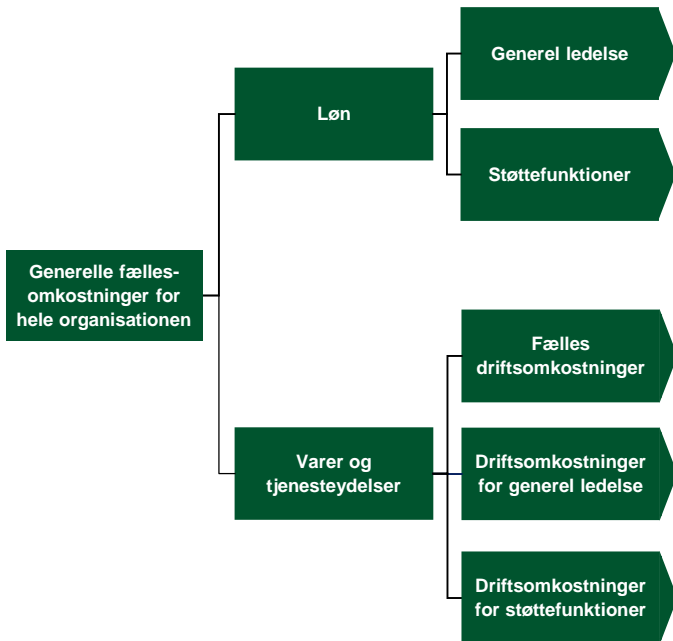 Generelle fælles-
omkostninger for
hele organisationen
Løn
Generel ledelse
Støttefunktioner
Varer og
tjenesteydelser
Fælles
driftsomkostninger
Driftsomkostninger
for generel ledelse
Driftsomkostninger
for støttefunktioner